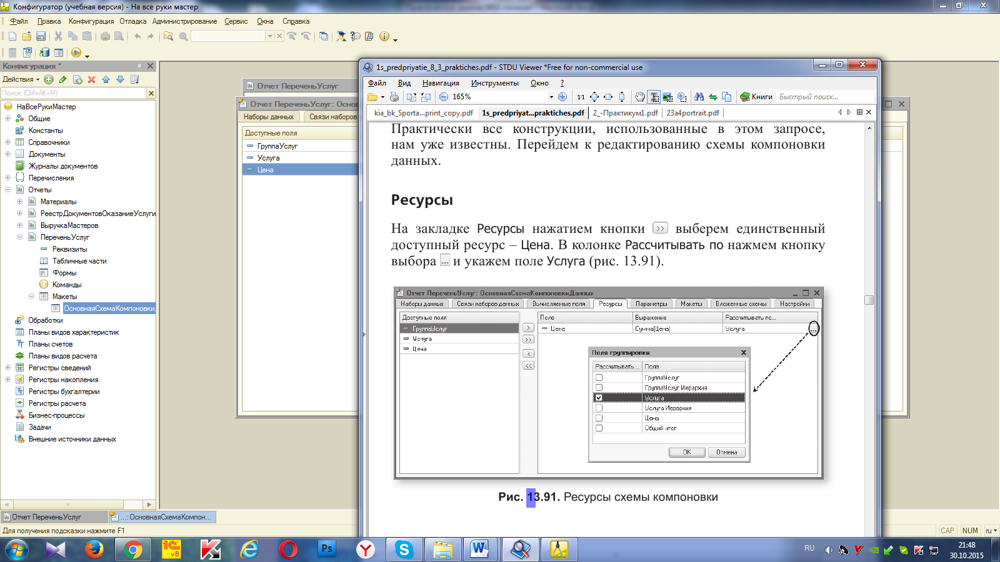 Конфигуратор (учебная версия) - На все руки мастер
Файл Правка Конфигурация Отладка Администрирование Сервис Окна Справка
Конфигурация *
Действия
Поиск (Ctrl+Alt+M)
НаВсеРукиМастер
Общие
Константы
Справочники
Документы
Журналы документов
Перечисления
Отчеты
Материалы
РеестрДокументовОказаниеУслуги
ВыручкаМастеров
ПереченьУслуг
Реквизиты
Табличные части
Формы
Команды
Макеты
ОсновнаяСхемаКомпоновки
Обработки
Планы видов характеристик
Планы счетов
Планы видов расчета
Регистры сведений
Регистры накопления
Регистры бухгалтерии
Регистры расчета
Бизнес-процессы
Задачи
Внешние источники данных
Отчет ПереченьУслуг
Отчет ПереченьУслуг: Осно
Наборы данных Связи наборов
Доступные поля
ГруппаУслуг
Услуга
Цена
1s_predpriyatie_8_3_praktiches.pdf - STDU Viewer *Free for non-commercial use
Файл Вид Навигация Инструменты Окно ?
165% 1:1 Книги Быстрый поиск...
kia_bk_Sporta...print_copy.pdf 1s_predpriyat...praktiches.pdf 2_-Практикум1.pdf 23a4portrait.pdf
Практически все конструкции, использованные в этом запросе,
нам уже известны. Перейдем к редактированию схемы компоновки
данных.
Ресурсы
На закладке Ресурсы нажатием кнопки >> выберем единственный
доступный ресурс – Цена. В колонке Рассчитывать по нажмем кнопку
выбора ... и укажем поле Услуга (рис. 13.91).
Отчет ПереченьУслуг: ОсновнаяСхемаКомпоновкиДанных
Наборы данных Связи наборов данных Вычисляемые поля Ресурсы Параметры Макеты Вложенные схемы Настройки
Доступные поля Поле Выражение Рассчитывать по...
ГруппаУслуг > Цена Сумма(Цена) Услуга ...
Услуга >>
Цена <
<<
Поля группировки
Рассчитывать ... Поле
ГруппаУслуг
ГруппаУслуг Иерархия
Услуга
Услуга Иерархия
Цена
Общий итог
OK Отмена
Рис. 13.91. Ресурсы схемы компоновки
Отчет ПереченьУслуг ...: ОсновнаяСхемаКомпон...
Для получения подсказки нажмите F1 CAP NUM ru
1С v8 Ps RU 21:48
30.10.2015